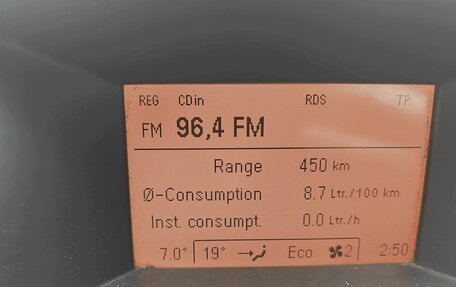 REG CDin RDS TP
FM 96,4 FM
Range 450 km
Ø-Consumption 8.7 Ltr./100 km
Inst. consumpt. 0.0 Ltr./h
7.0° 19° Eco 2 2:50